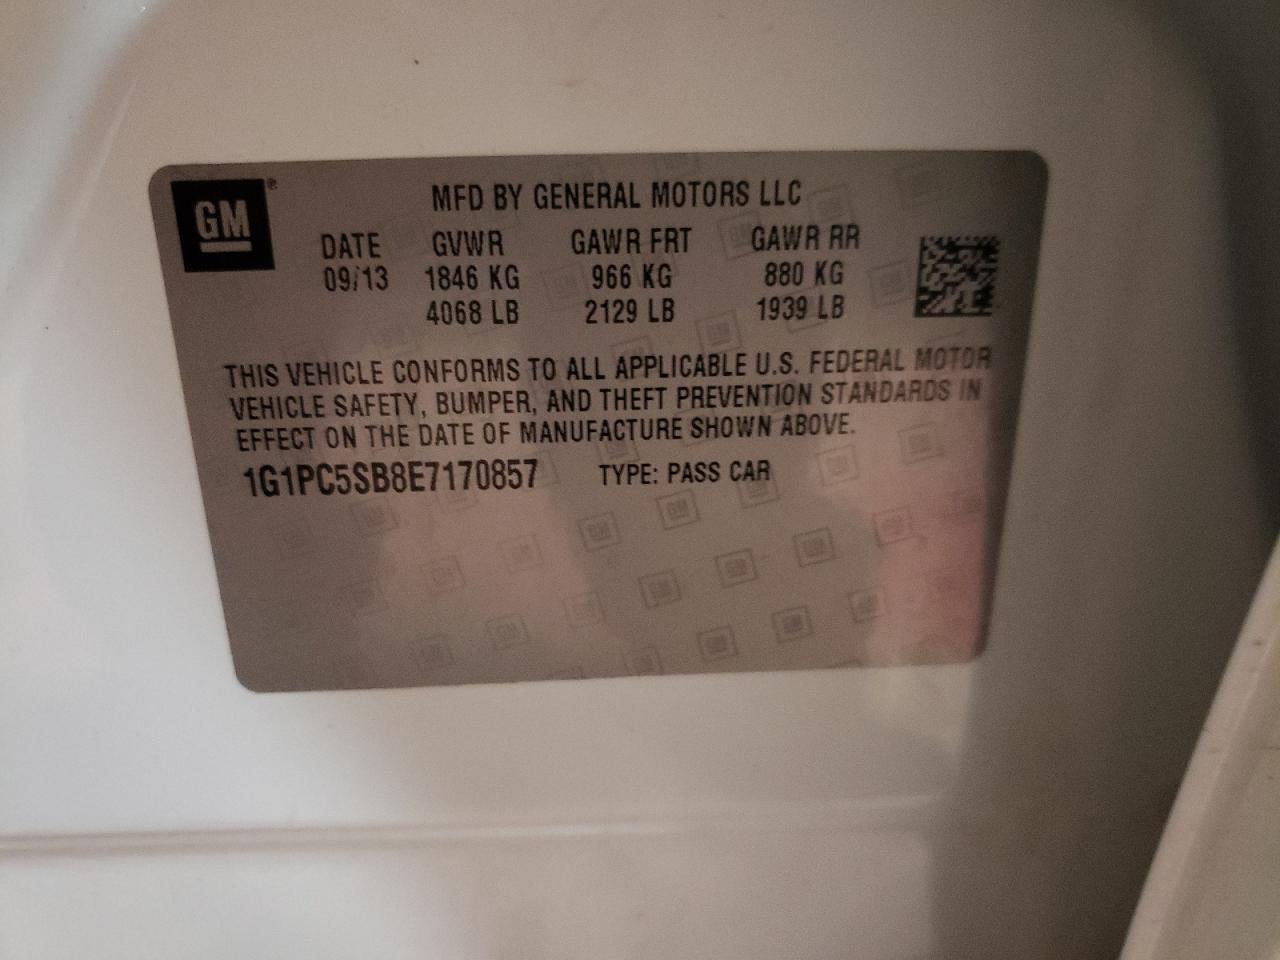 GM®
MFD BY GENERAL MOTORS LLC
DATE GVWR GAWR FRT GAWR RR
09/13 1846 KG 966 KG 880 KG
4068 LB 2129 LB 1939 LB
THIS VEHICLE CONFORMS TO ALL APPLICABLE U.S. FEDERAL MOTOR
VEHICLE SAFETY, BUMPER, AND THEFT PREVENTION STANDARDS IN
EFFECT ON THE DATE OF MANUFACTURE SHOWN ABOVE.
1G1PC5SB8E7170857 TYPE: PASS CAR